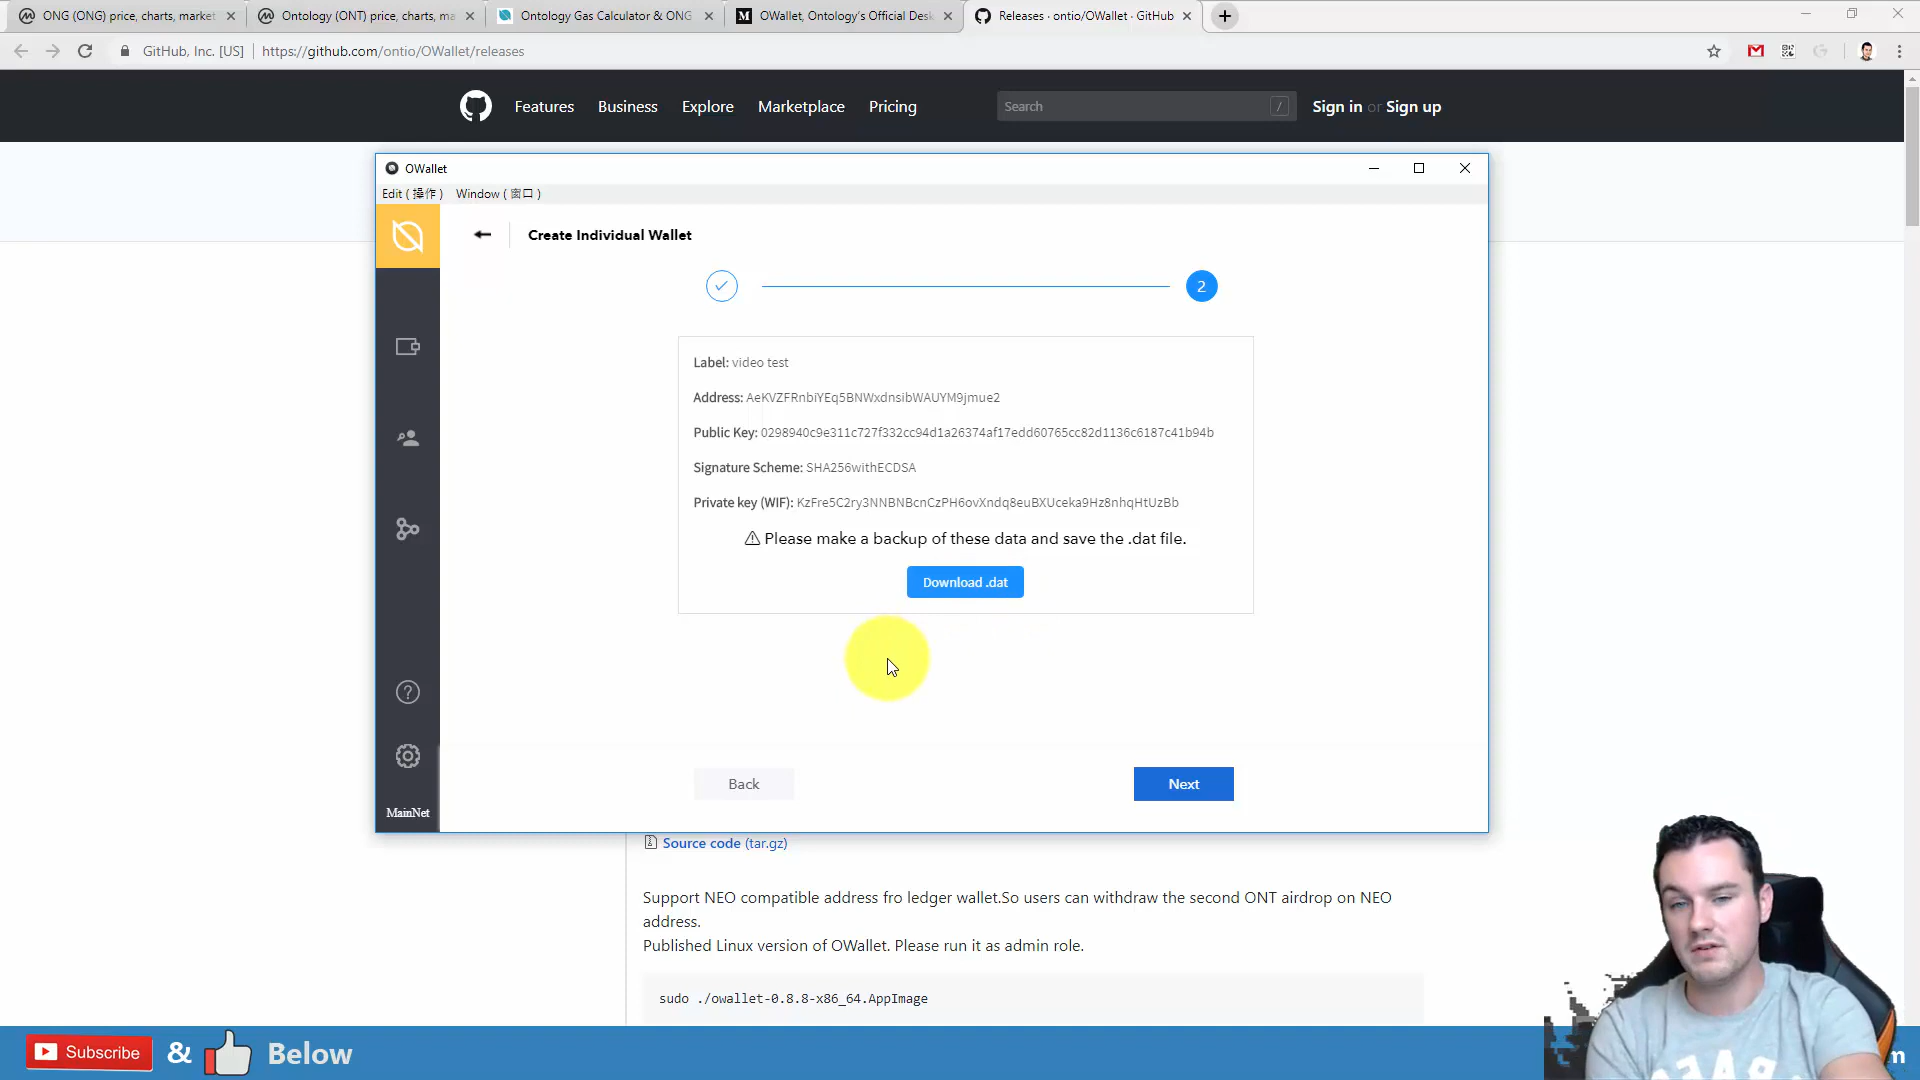 ONG (ONG) price, charts, market
Ontology (ONT) price, charts, ma
Ontology Gas Calculator & ONG
M OWallet, Ontology's Official Desk
Releases · ontio/OWallet · GitHub
GitHub, Inc. [US] https://github.com/ontio/OWallet/releases
Features Business Explore Marketplace Pricing Search / Sign in or Sign up
OWallet
Edit ( 操作 ) Window ( 窗口 )
Create Individual Wallet
2
Label: video test
Address: AeKVZFRnbiYEq5BNWxdnsibWAUYM9jmue2
Public Key: 0298940c9e311c727f332cc94d1a26374af17edd60765cc82d1136c6187c41b94b
Signature Scheme: SHA256withECDSA
Private key (WIF): KzFre5C2ry3NNBNBcnCzPH6ovXndq8euBXUceka9Hz8nhqHtUzBb
Please make a backup of these data and save the .dat file.
Download .dat
Back
Next
MainNet
Source code (tar.gz)
Support NEO compatible address fro ledger wallet.So users can withdraw the second ONT airdrop on NEO
address.
Published Linux version of OWallet. Please run it as admin role.
sudo ./owallet-0.8.8-x86_64.AppImage
Subscribe & Below